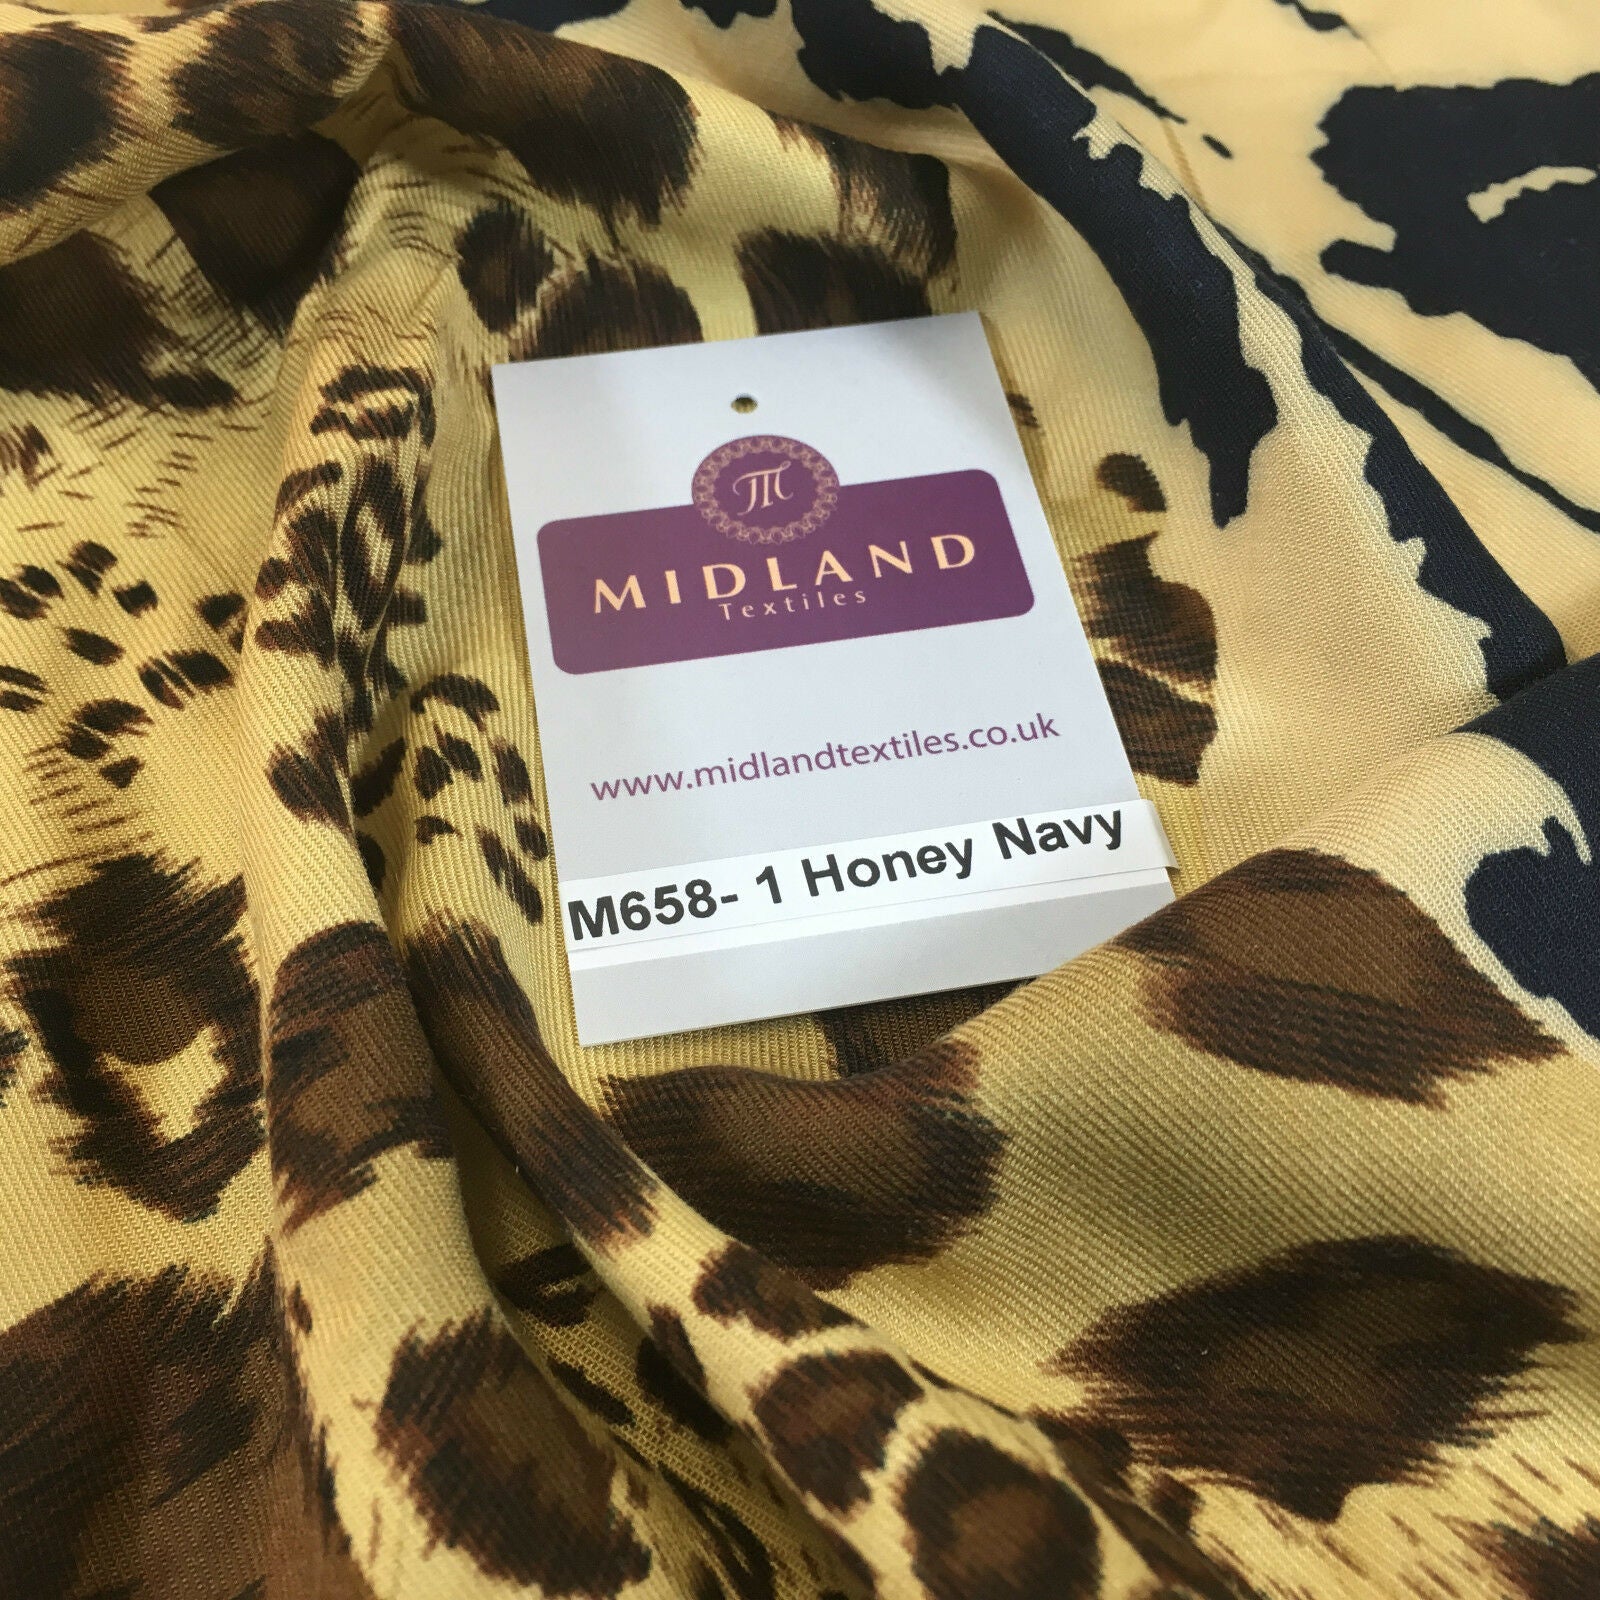 MIDLAND
Textiles
www.midlandtextiles.co.uk
M658- 1 Honey Navy